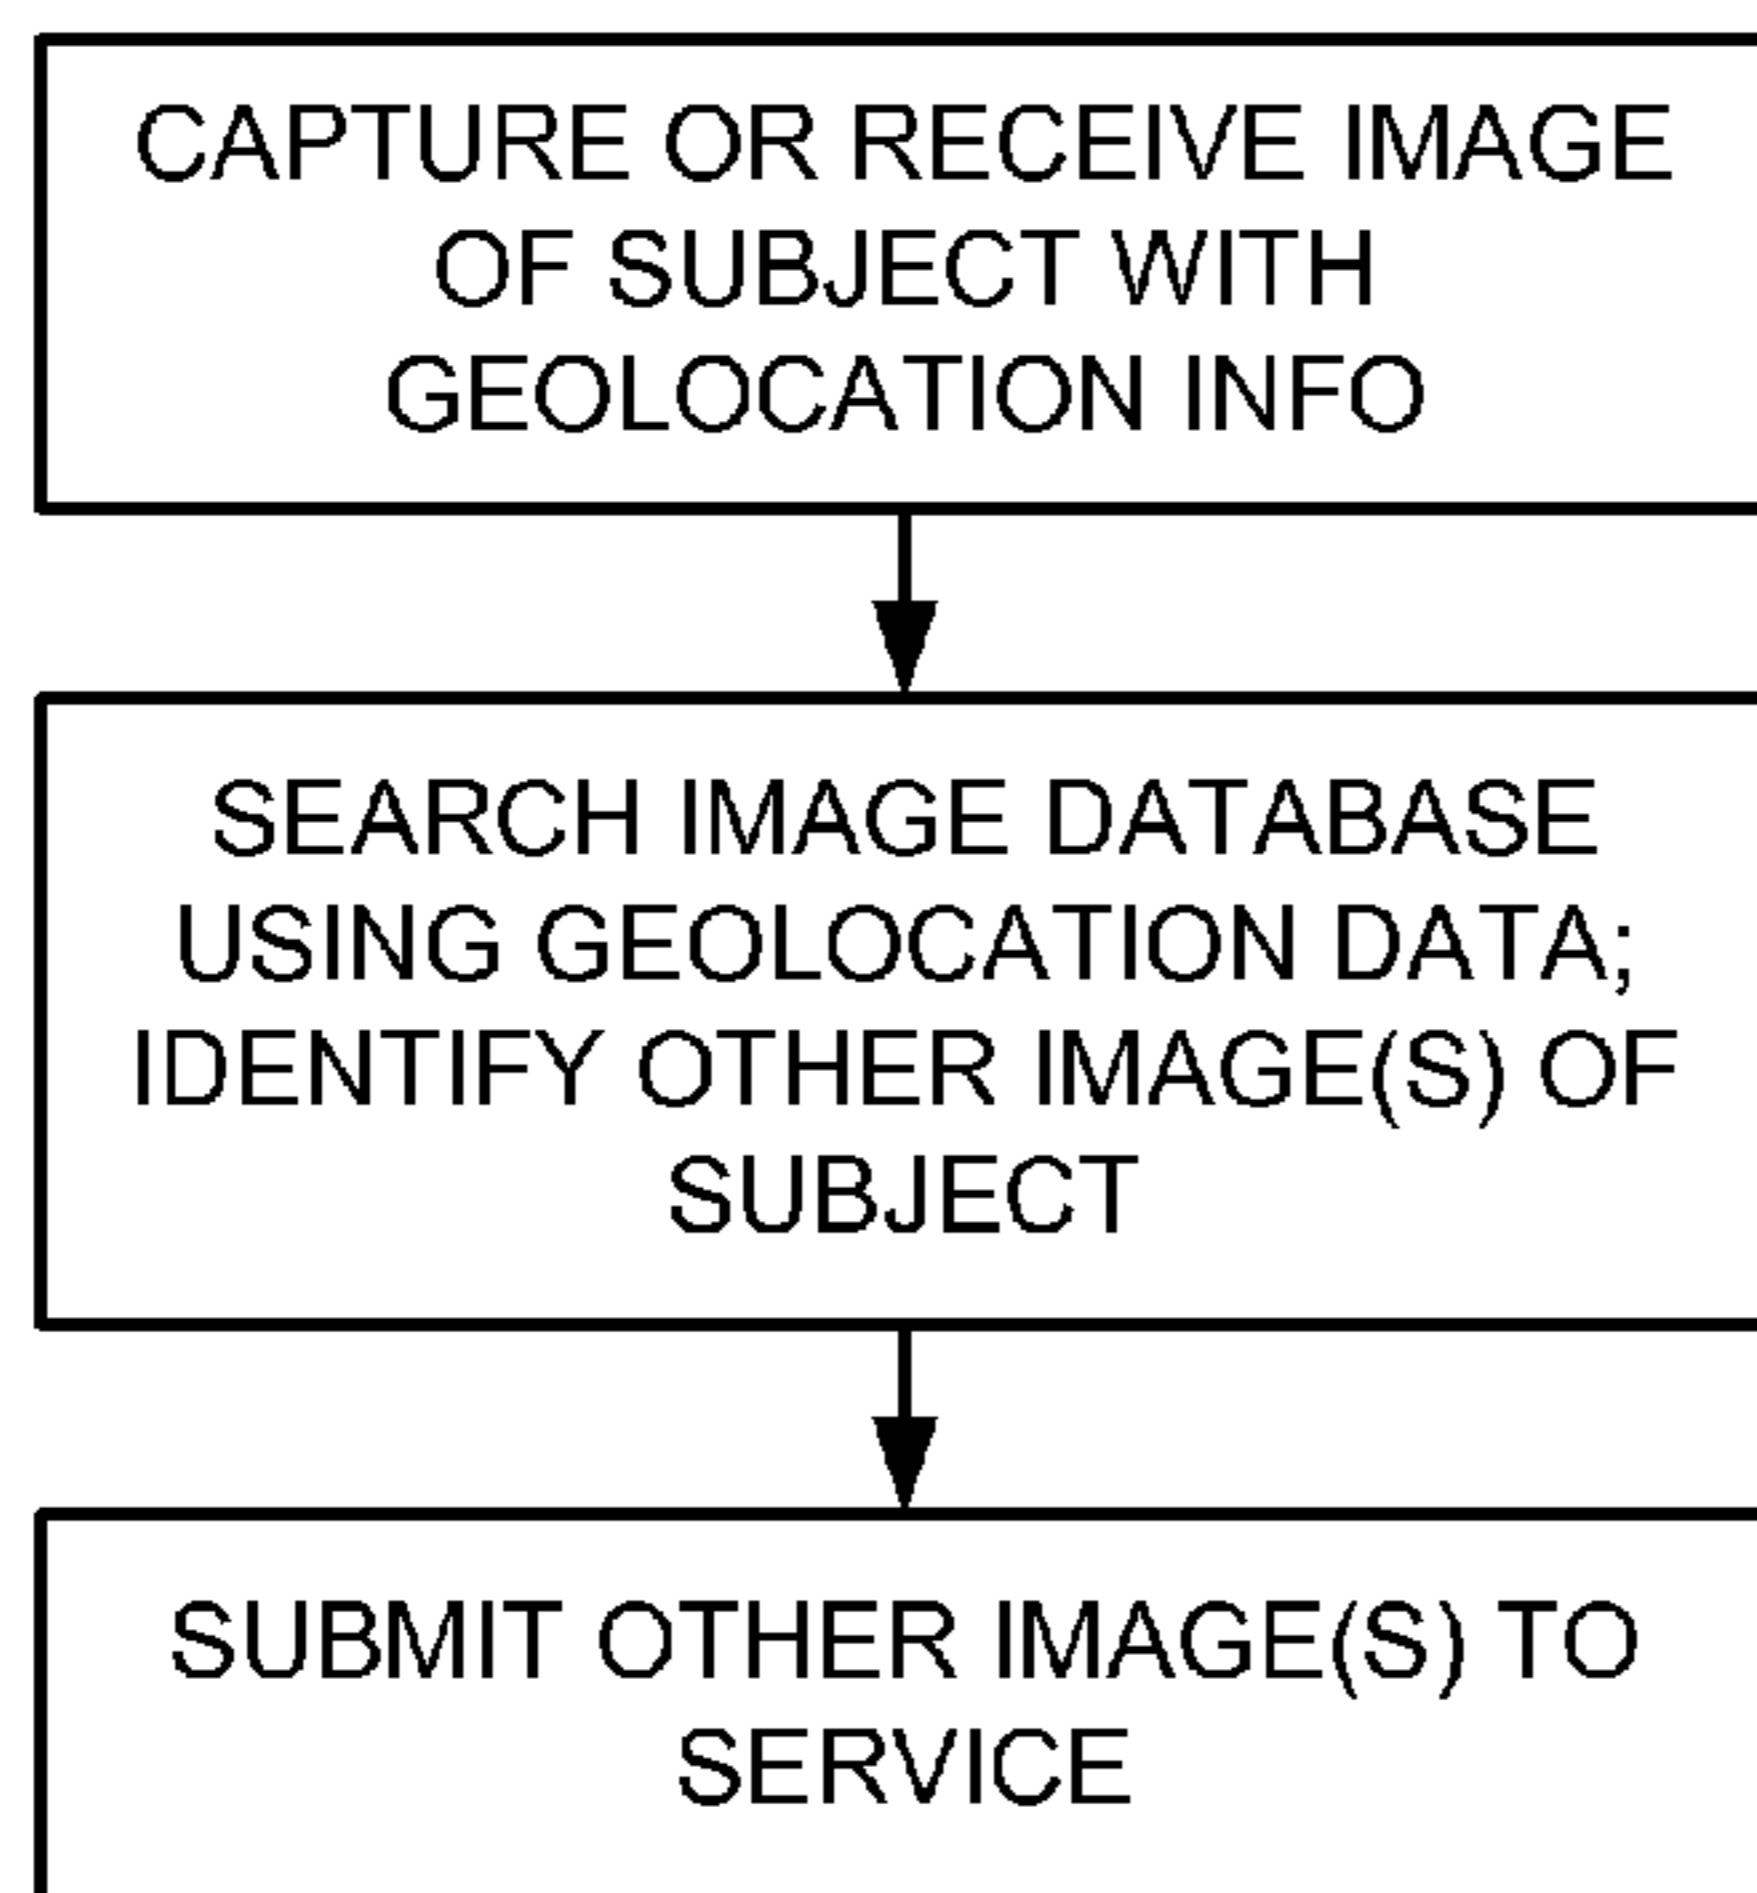 CAPTURE OR RECEIVE IMAGE
OF SUBJECT WITH
GEOLOCATION INFO
SEARCH IMAGE DATABASE
USING GEOLOCATION DATA;
IDENTIFY OTHER IMAGE(S) OF
SUBJECT
SUBMIT OTHER IMAGE(S) TO
SERVICE